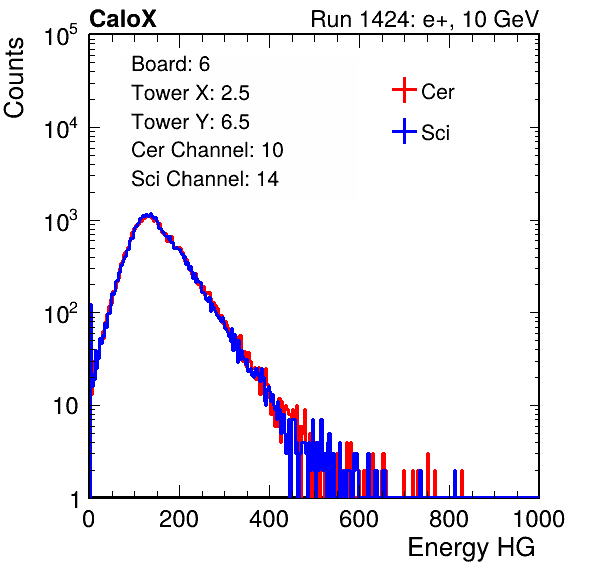 CaloX Run 1424: e+, 10 GeV
Counts
10^5
10^4
10^3
10^2
10
1
Board: 6
Tower X: 2.5
Tower Y: 6.5
Cer Channel: 10
Sci Channel: 14
Cer
Sci
0 200 400 600 800 1000
Energy HG